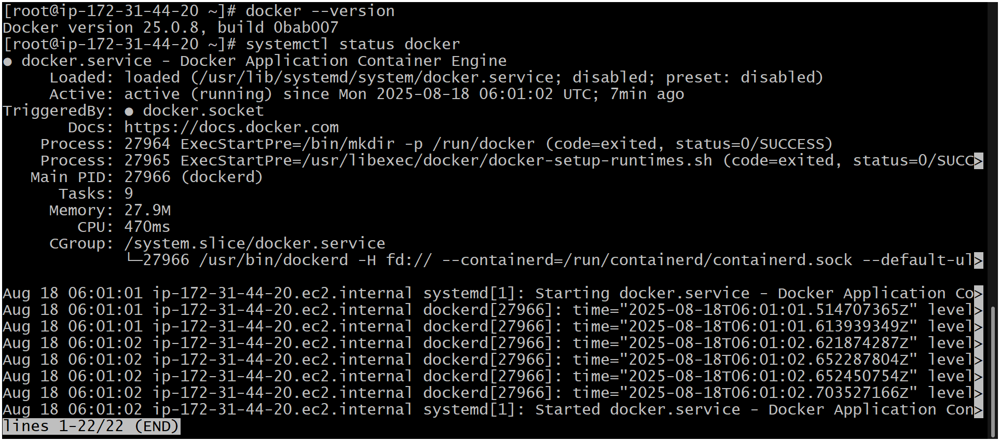 [root@ip-172-31-44-20 ~]# docker --version
Docker version 25.0.8, build 0bab007
[root@ip-172-31-44-20 ~]# systemctl status docker
● docker.service - Docker Application Container Engine
     Loaded: loaded (/usr/lib/systemd/system/docker.service; disabled; preset: disabled)
     Active: active (running) since Mon 2025-08-18 06:01:02 UTC; 7min ago
TriggeredBy: ● docker.socket
       Docs: https://docs.docker.com
    Process: 27964 ExecStartPre=/bin/mkdir -p /run/docker (code=exited, status=0/SUCCESS)
    Process: 27965 ExecStartPre=/usr/libexec/docker/docker-setup-runtimes.sh (code=exited, status=0/SUCC>
   Main PID: 27966 (dockerd)
      Tasks: 9
     Memory: 27.9M
        CPU: 470ms
     CGroup: /system.slice/docker.service
             └─27966 /usr/bin/dockerd -H fd:// --containerd=/run/containerd/containerd.sock --default-ul>

Aug 18 06:01:01 ip-172-31-44-20.ec2.internal systemd[1]: Starting docker.service - Docker Application Co>
Aug 18 06:01:01 ip-172-31-44-20.ec2.internal dockerd[27966]: time="2025-08-18T06:01:01.514707365Z" level>
Aug 18 06:01:01 ip-172-31-44-20.ec2.internal dockerd[27966]: time="2025-08-18T06:01:01.613939349Z" level>
Aug 18 06:01:02 ip-172-31-44-20.ec2.internal dockerd[27966]: time="2025-08-18T06:01:02.621874287Z" level>
Aug 18 06:01:02 ip-172-31-44-20.ec2.internal dockerd[27966]: time="2025-08-18T06:01:02.652287804Z" level>
Aug 18 06:01:02 ip-172-31-44-20.ec2.internal dockerd[27966]: time="2025-08-18T06:01:02.652450754Z" level>
Aug 18 06:01:02 ip-172-31-44-20.ec2.internal dockerd[27966]: time="2025-08-18T06:01:02.703527166Z" level>
Aug 18 06:01:02 ip-172-31-44-20.ec2.internal systemd[1]: Started docker.service - Docker Application Con>
lines 1-22/22 (END)